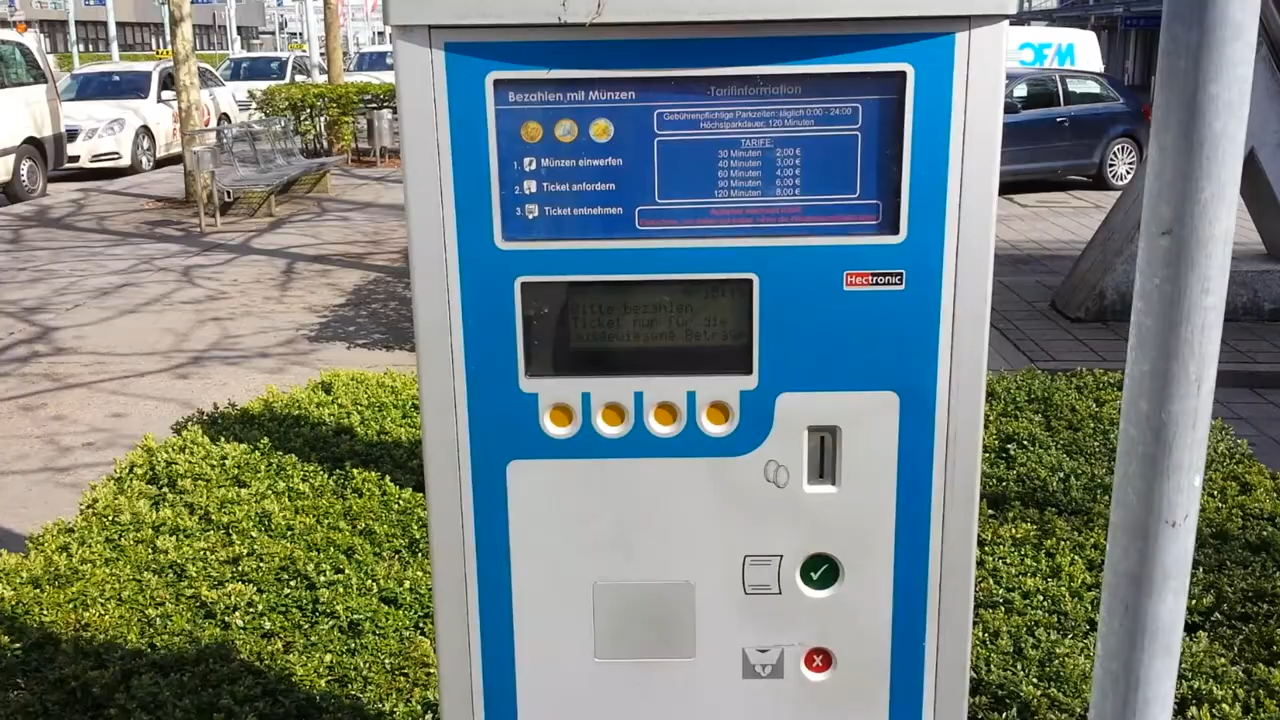 Bezahlen mit Münzen
1. Münzen einwerfen
2. Ticket anfordern
3. Ticket entnehmen
Tarifinformation
Gebührenpflichtige Parkzeiten: täglich 0:00 - 24:00
Höchstparkdauer: 120 Minuten
TARIFE:
30 Minuten 2,00 €
40 Minuten 3,00 €
60 Minuten 4,00 €
90 Minuten 6,00 €
120 Minuten 8,00 €
Hectronic
Bitte bezahlen
Ticket nur für die
ausgewiesene